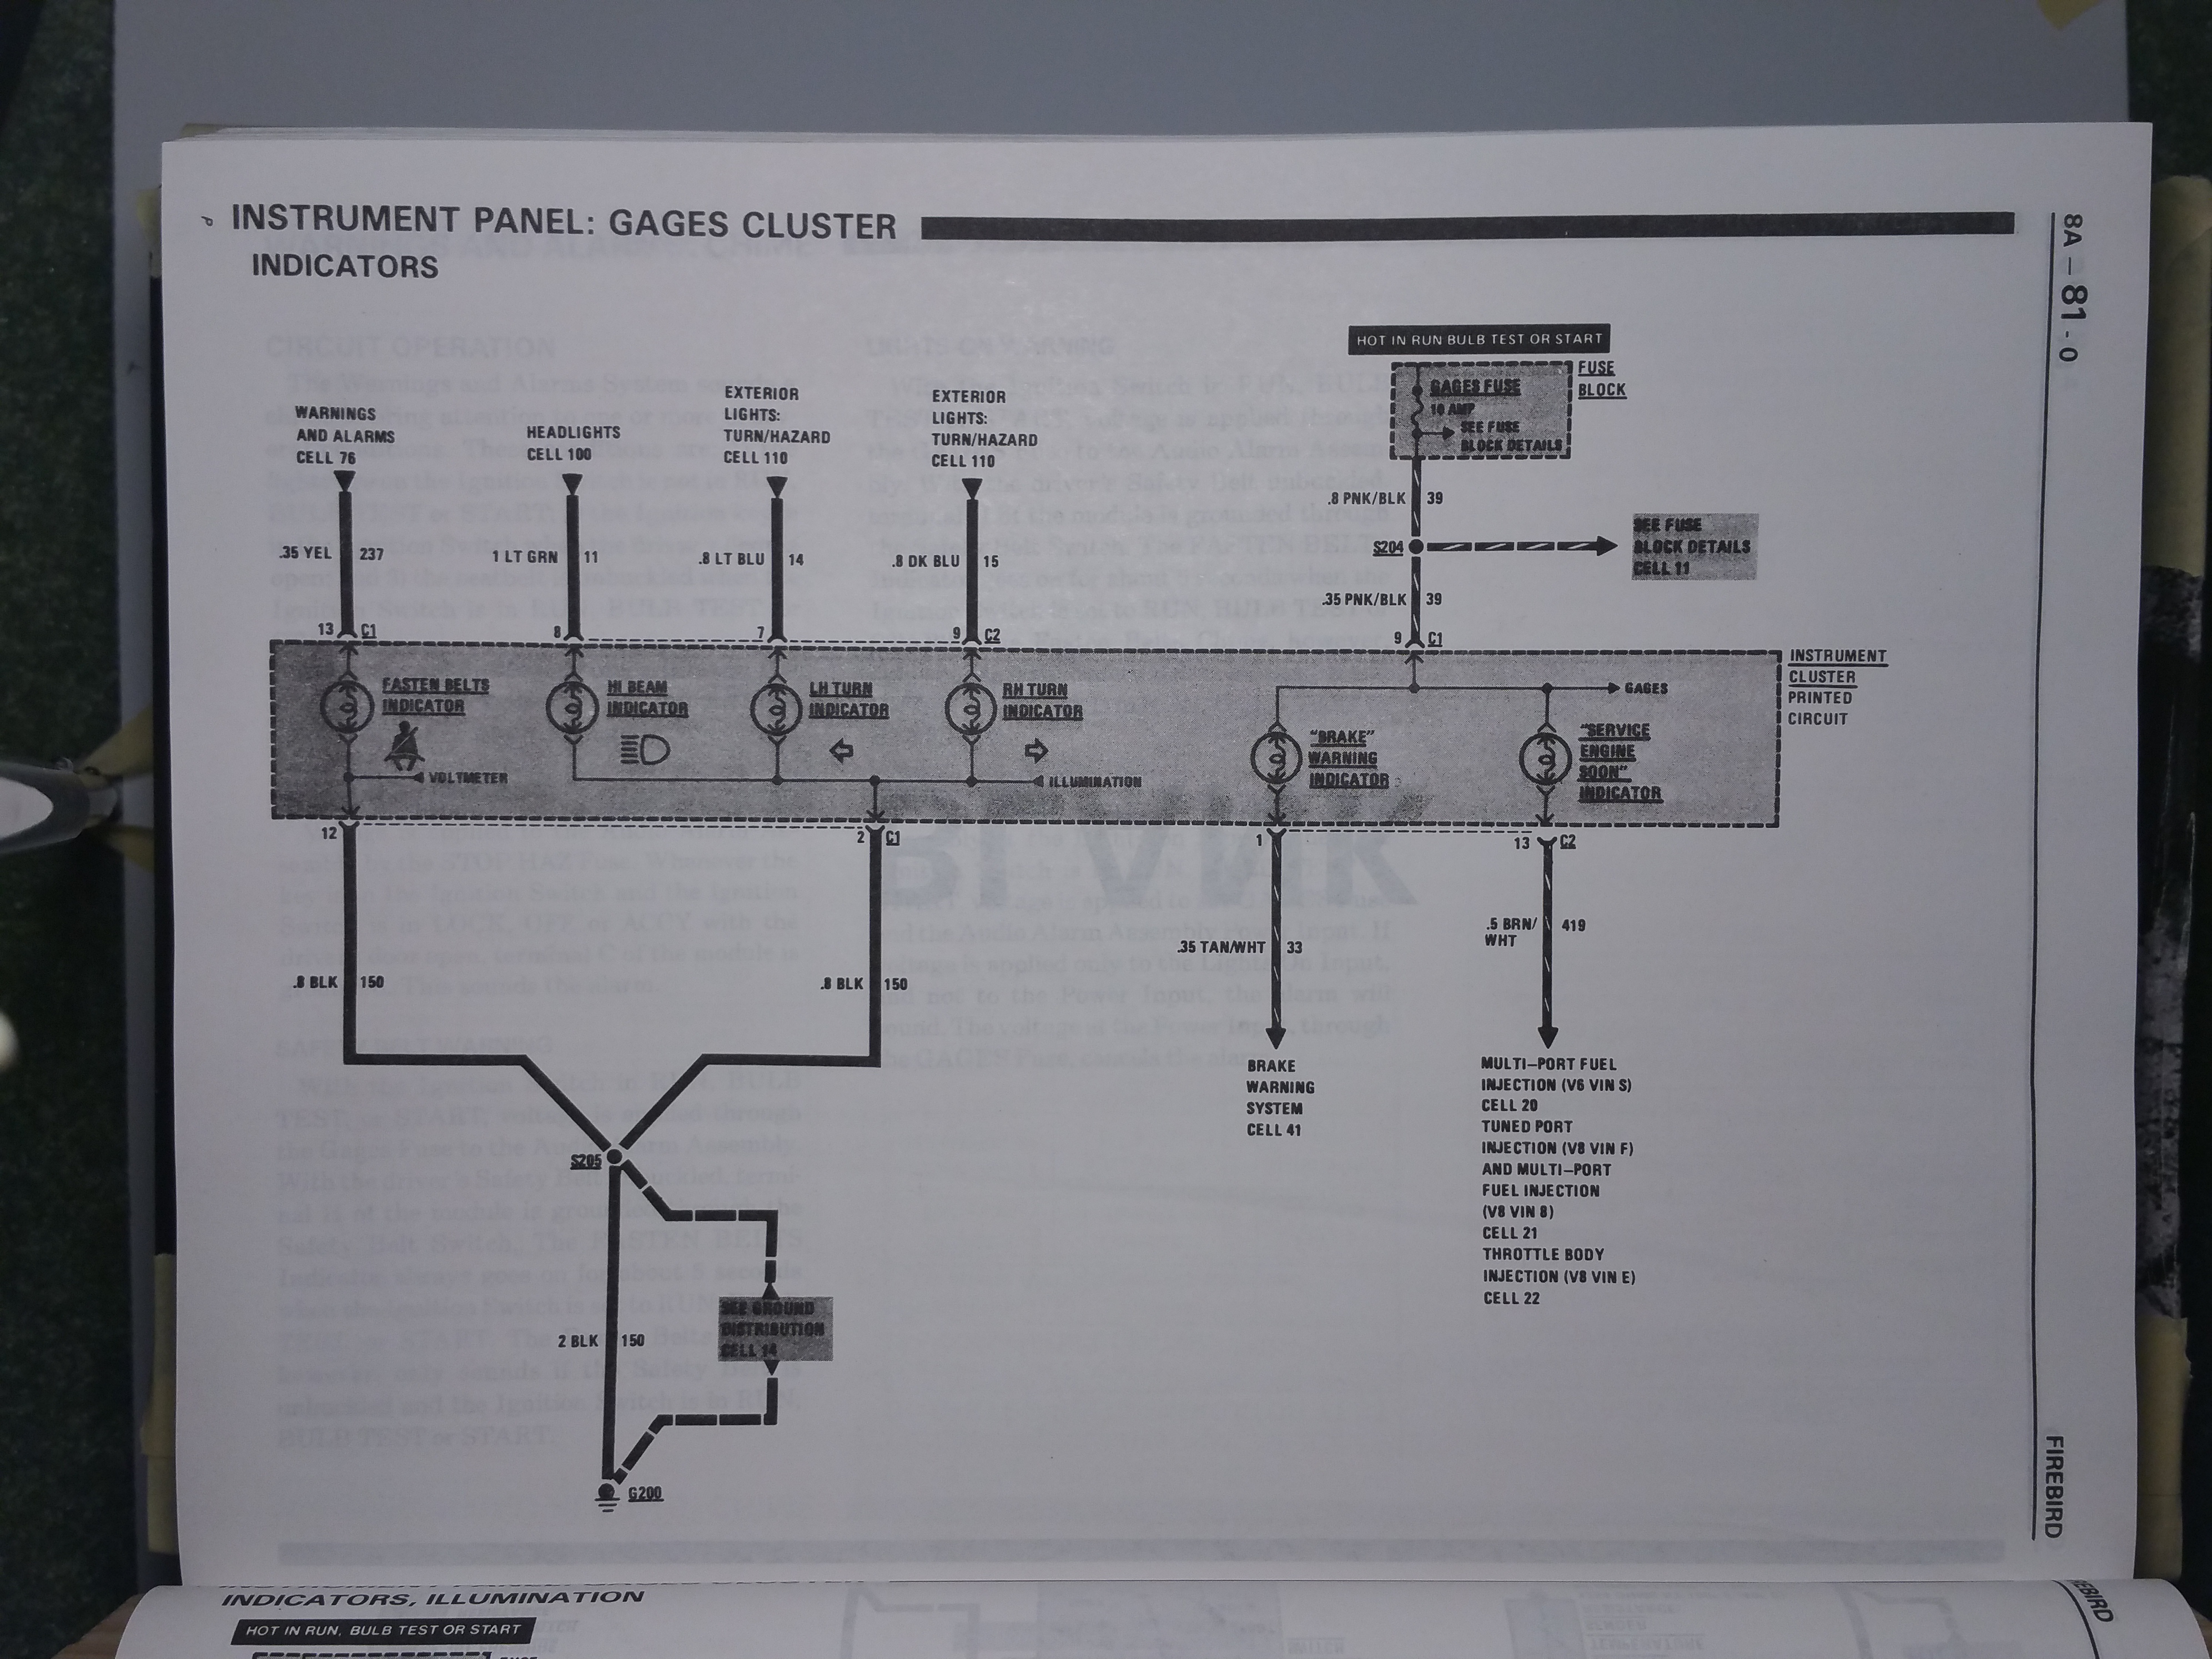 INSTRUMENT PANEL: GAGES CLUSTER
INDICATORS
8A - 81 - 0
FIREBIRD
HOT IN RUN BULB TEST OR START
GAGES FUSE
10 AMP
SEE FUSE
BLOCK DETAILS
FUSE
BLOCK
WARNINGS
AND ALARMS
CELL 76
HEADLIGHTS
CELL 100
EXTERIOR
LIGHTS:
TURN/HAZARD
CELL 110
EXTERIOR
LIGHTS:
TURN/HAZARD
CELL 110
.8 PNK/BLK 39
S204
SEE FUSE
BLOCK DETAILS
CELL 11
.35 YEL 237
1 LT GRN 11
.8 LT BLU 14
.8 DK BLU 15
.35 PNK/BLK 39
13 C1
8
7
9 C2
9 C1
INSTRUMENT
CLUSTER
PRINTED
CIRCUIT
FASTEN BELTS
INDICATOR
HI BEAM
INDICATOR
LH TURN
INDICATOR
RH TURN
INDICATOR
GAGES
"BRAKE"
WARNING
INDICATOR
"SERVICE
ENGINE
SOON"
INDICATOR
VOLTMETER
ILLUMINATION
12
2 C1
1
13 C2
.8 BLK 150
.8 BLK 150
.35 TAN/WHT 33
.5 BRN/
WHT
419
BRAKE
WARNING
SYSTEM
CELL 41
MULTI-PORT FUEL
INJECTION (V6 VIN S)
CELL 20
TUNED PORT
INJECTION (V8 VIN F)
AND MULTI-PORT
FUEL INJECTION
(V8 VIN 8)
CELL 21
THROTTLE BODY
INJECTION (V8 VIN E)
CELL 22
S205
SEE GROUND
DISTRIBUTION
CELL 14
2 BLK 150
G200
INDICATORS, ILLUMINATION
HOT IN RUN, BULB TEST OR START